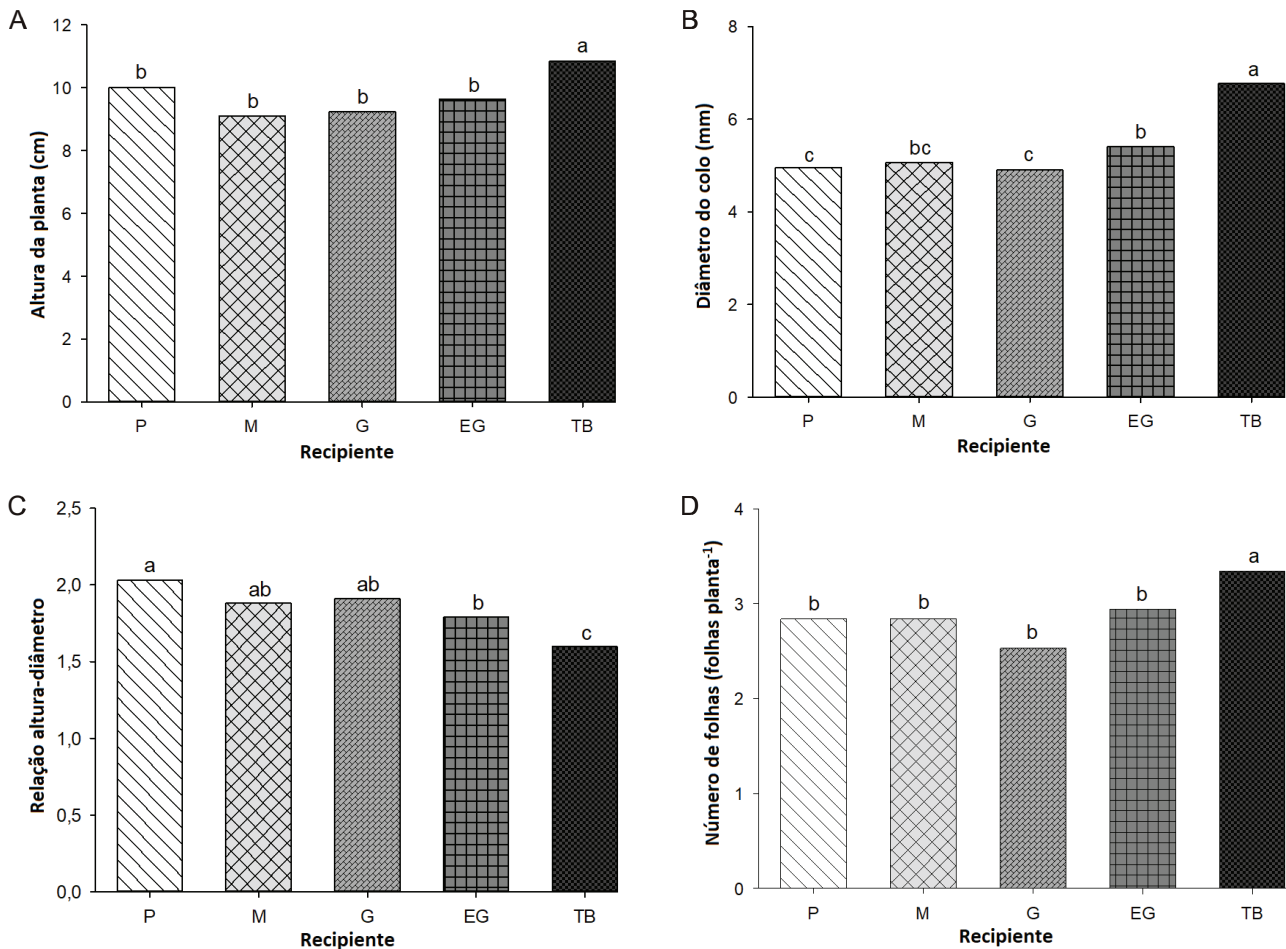 A
Altura da planta (cm)
12
10
8
6
4
2
0
b
b
b
b
a
P M G EG TB
Recipiente
B
Diâmetro do colo (mm)
8
6
4
2
0
c
bc
c
b
a
P M G EG TB
Recipiente
C
Relação altura-diâmetro
2,5
2,0
1,5
1,0
0,5
0,0
a
ab
ab
b
c
P M G EG TB
Recipiente
D
Número de folhas (folhas planta⁻¹)
4
3
2
1
0
b
b
b
b
a
P M G EG TB
Recipiente